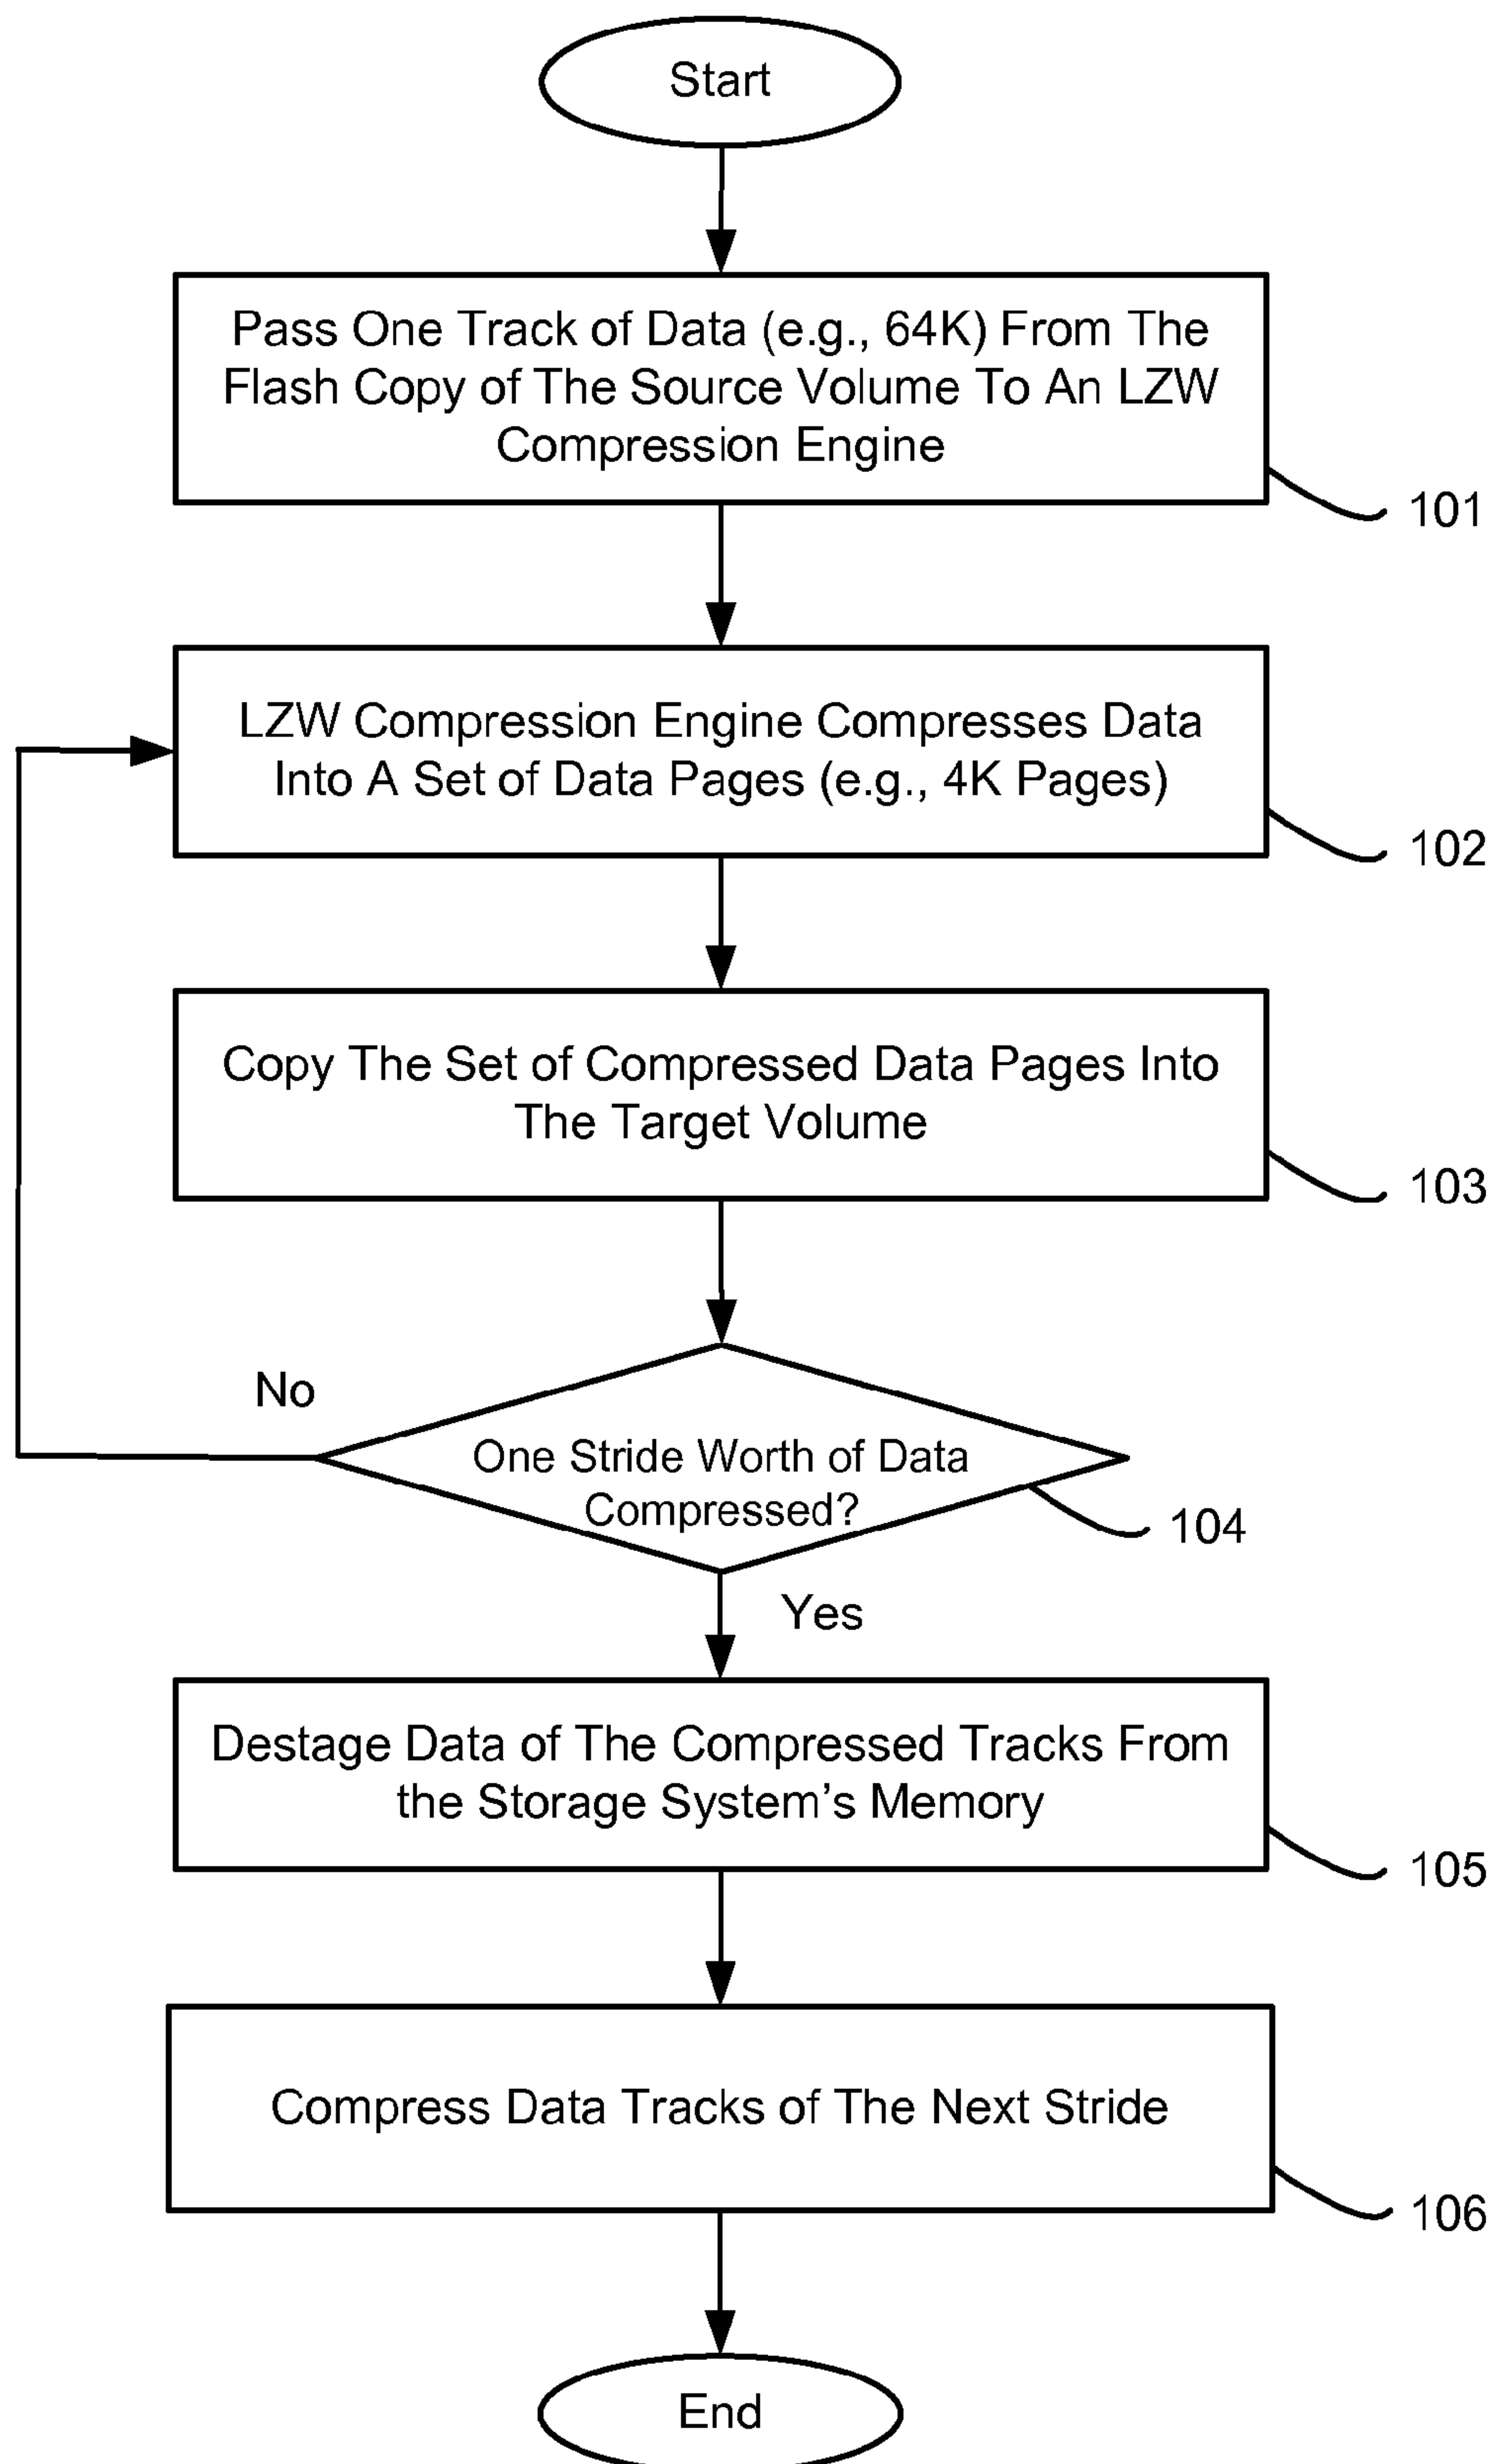 Start
Pass One Track of Data (e.g., 64K) From The
Flash Copy of The Source Volume To An LZW
Compression Engine
101
LZW Compression Engine Compresses Data
Into A Set of Data Pages (e.g., 4K Pages)
102
Copy The Set of Compressed Data Pages Into
The Target Volume
103
No
One Stride Worth of Data
Compressed?
104
Yes
Destage Data of The Compressed Tracks From
the Storage System's Memory
105
Compress Data Tracks of The Next Stride
106
End